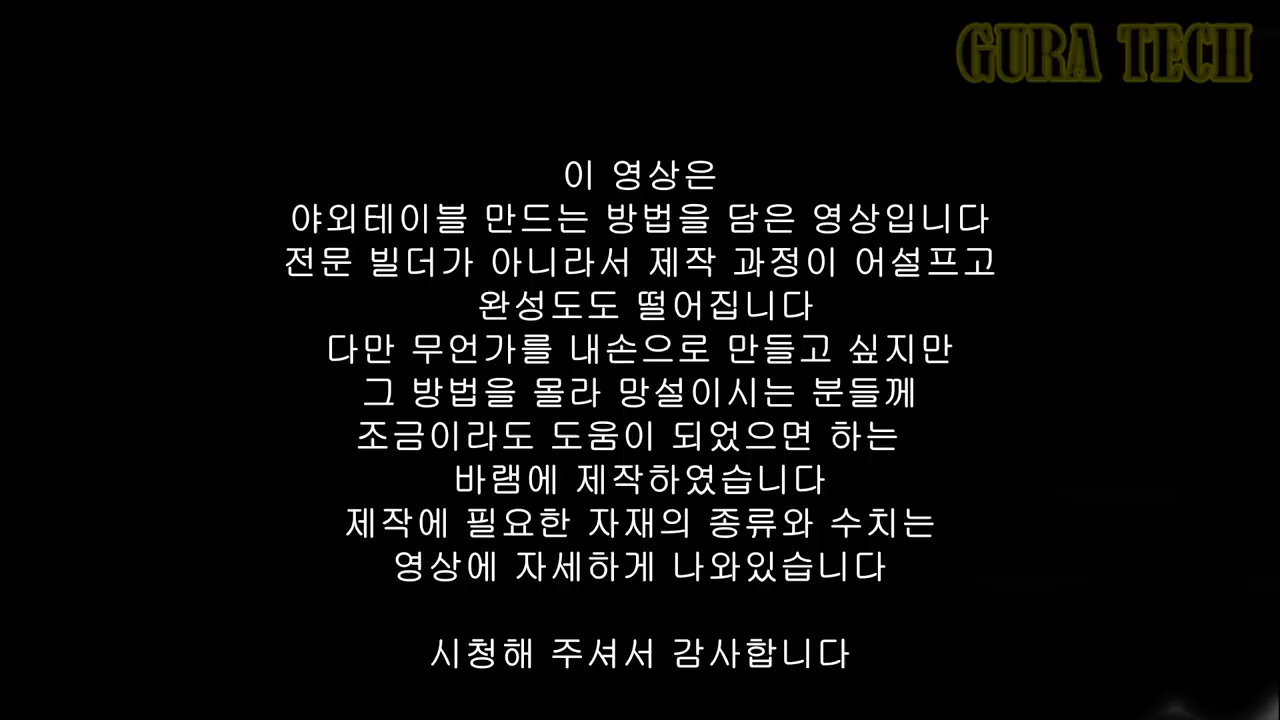 GURA TECH
이 영상은
야외테이블 만드는 방법을 담은 영상입니다
전문 빌더가 아니라서 제작 과정이 어설프고
완성도도 떨어집니다
다만 무언가를 내손으로 만들고 싶지만
그 방법을 몰라 망설이시는 분들께
조금이라도 도움이 되었으면 하는
바램에 제작하였습니다
제작에 필요한 자재의 종류와 수치는
영상에 자세하게 나와있습니다
시청해 주셔서 감사합니다